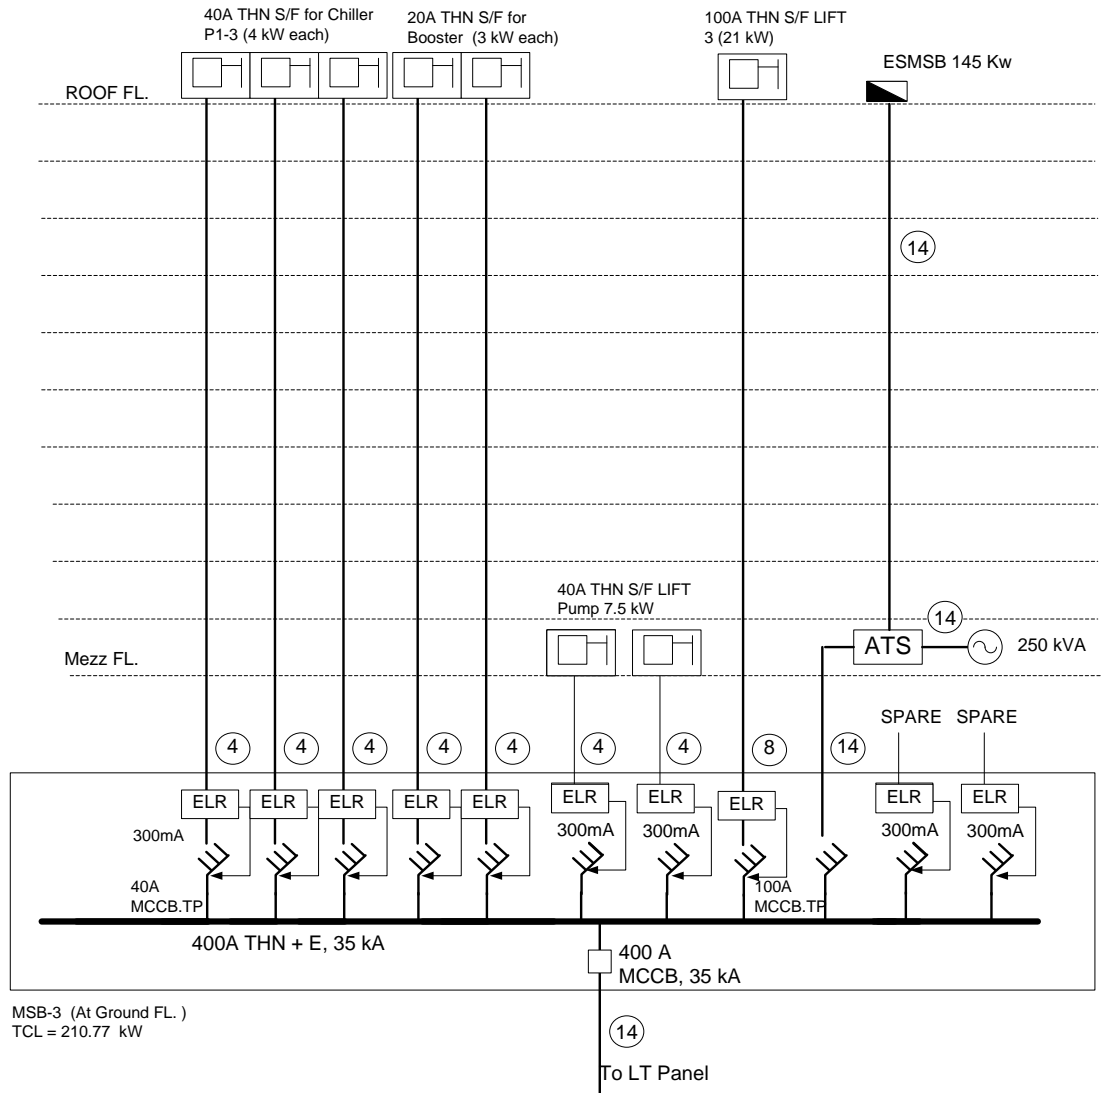 40A THN S/F for Chiller
P1-3 (4 kW each)
20A THN S/F for
Booster (3 kW each)
100A THN S/F LIFT
3 (21 kW)
ESMSB 145 Kw
ROOF FL.
14
40A THN S/F LIFT
Pump 7.5 kW
14
ATS
250 kVA
Mezz FL.
SPARE SPARE
4 4 4 4 4 4 4 8 14
ELR ELR ELR ELR ELR ELR ELR ELR ELR ELR
300mA 300mA 300mA 300mA 300mA
40A
MCCB.TP
100A
MCCB.TP
400A THN + E, 35 kA
400 A
MCCB, 35 kA
MSB-3 (At Ground FL. )
TCL = 210.77 kW
14
To LT Panel